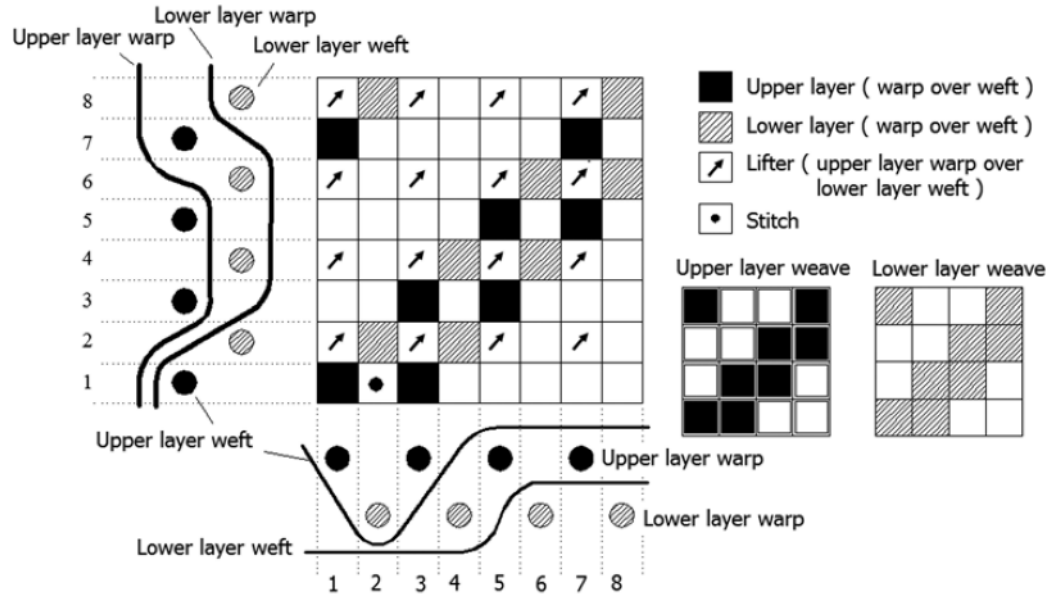 Lower layer warp
Upper layer warp
Lower layer weft
8
7
6
5
4
3
2
1
Upper layer ( warp over weft )
Lower layer ( warp over weft )
Lifter ( upper layer warp over
lower layer weft )
Stitch
Upper layer weave
Lower layer weave
Upper layer weft
Upper layer warp
Lower layer warp
Lower layer weft
1 2 3 4 5 6 7 8